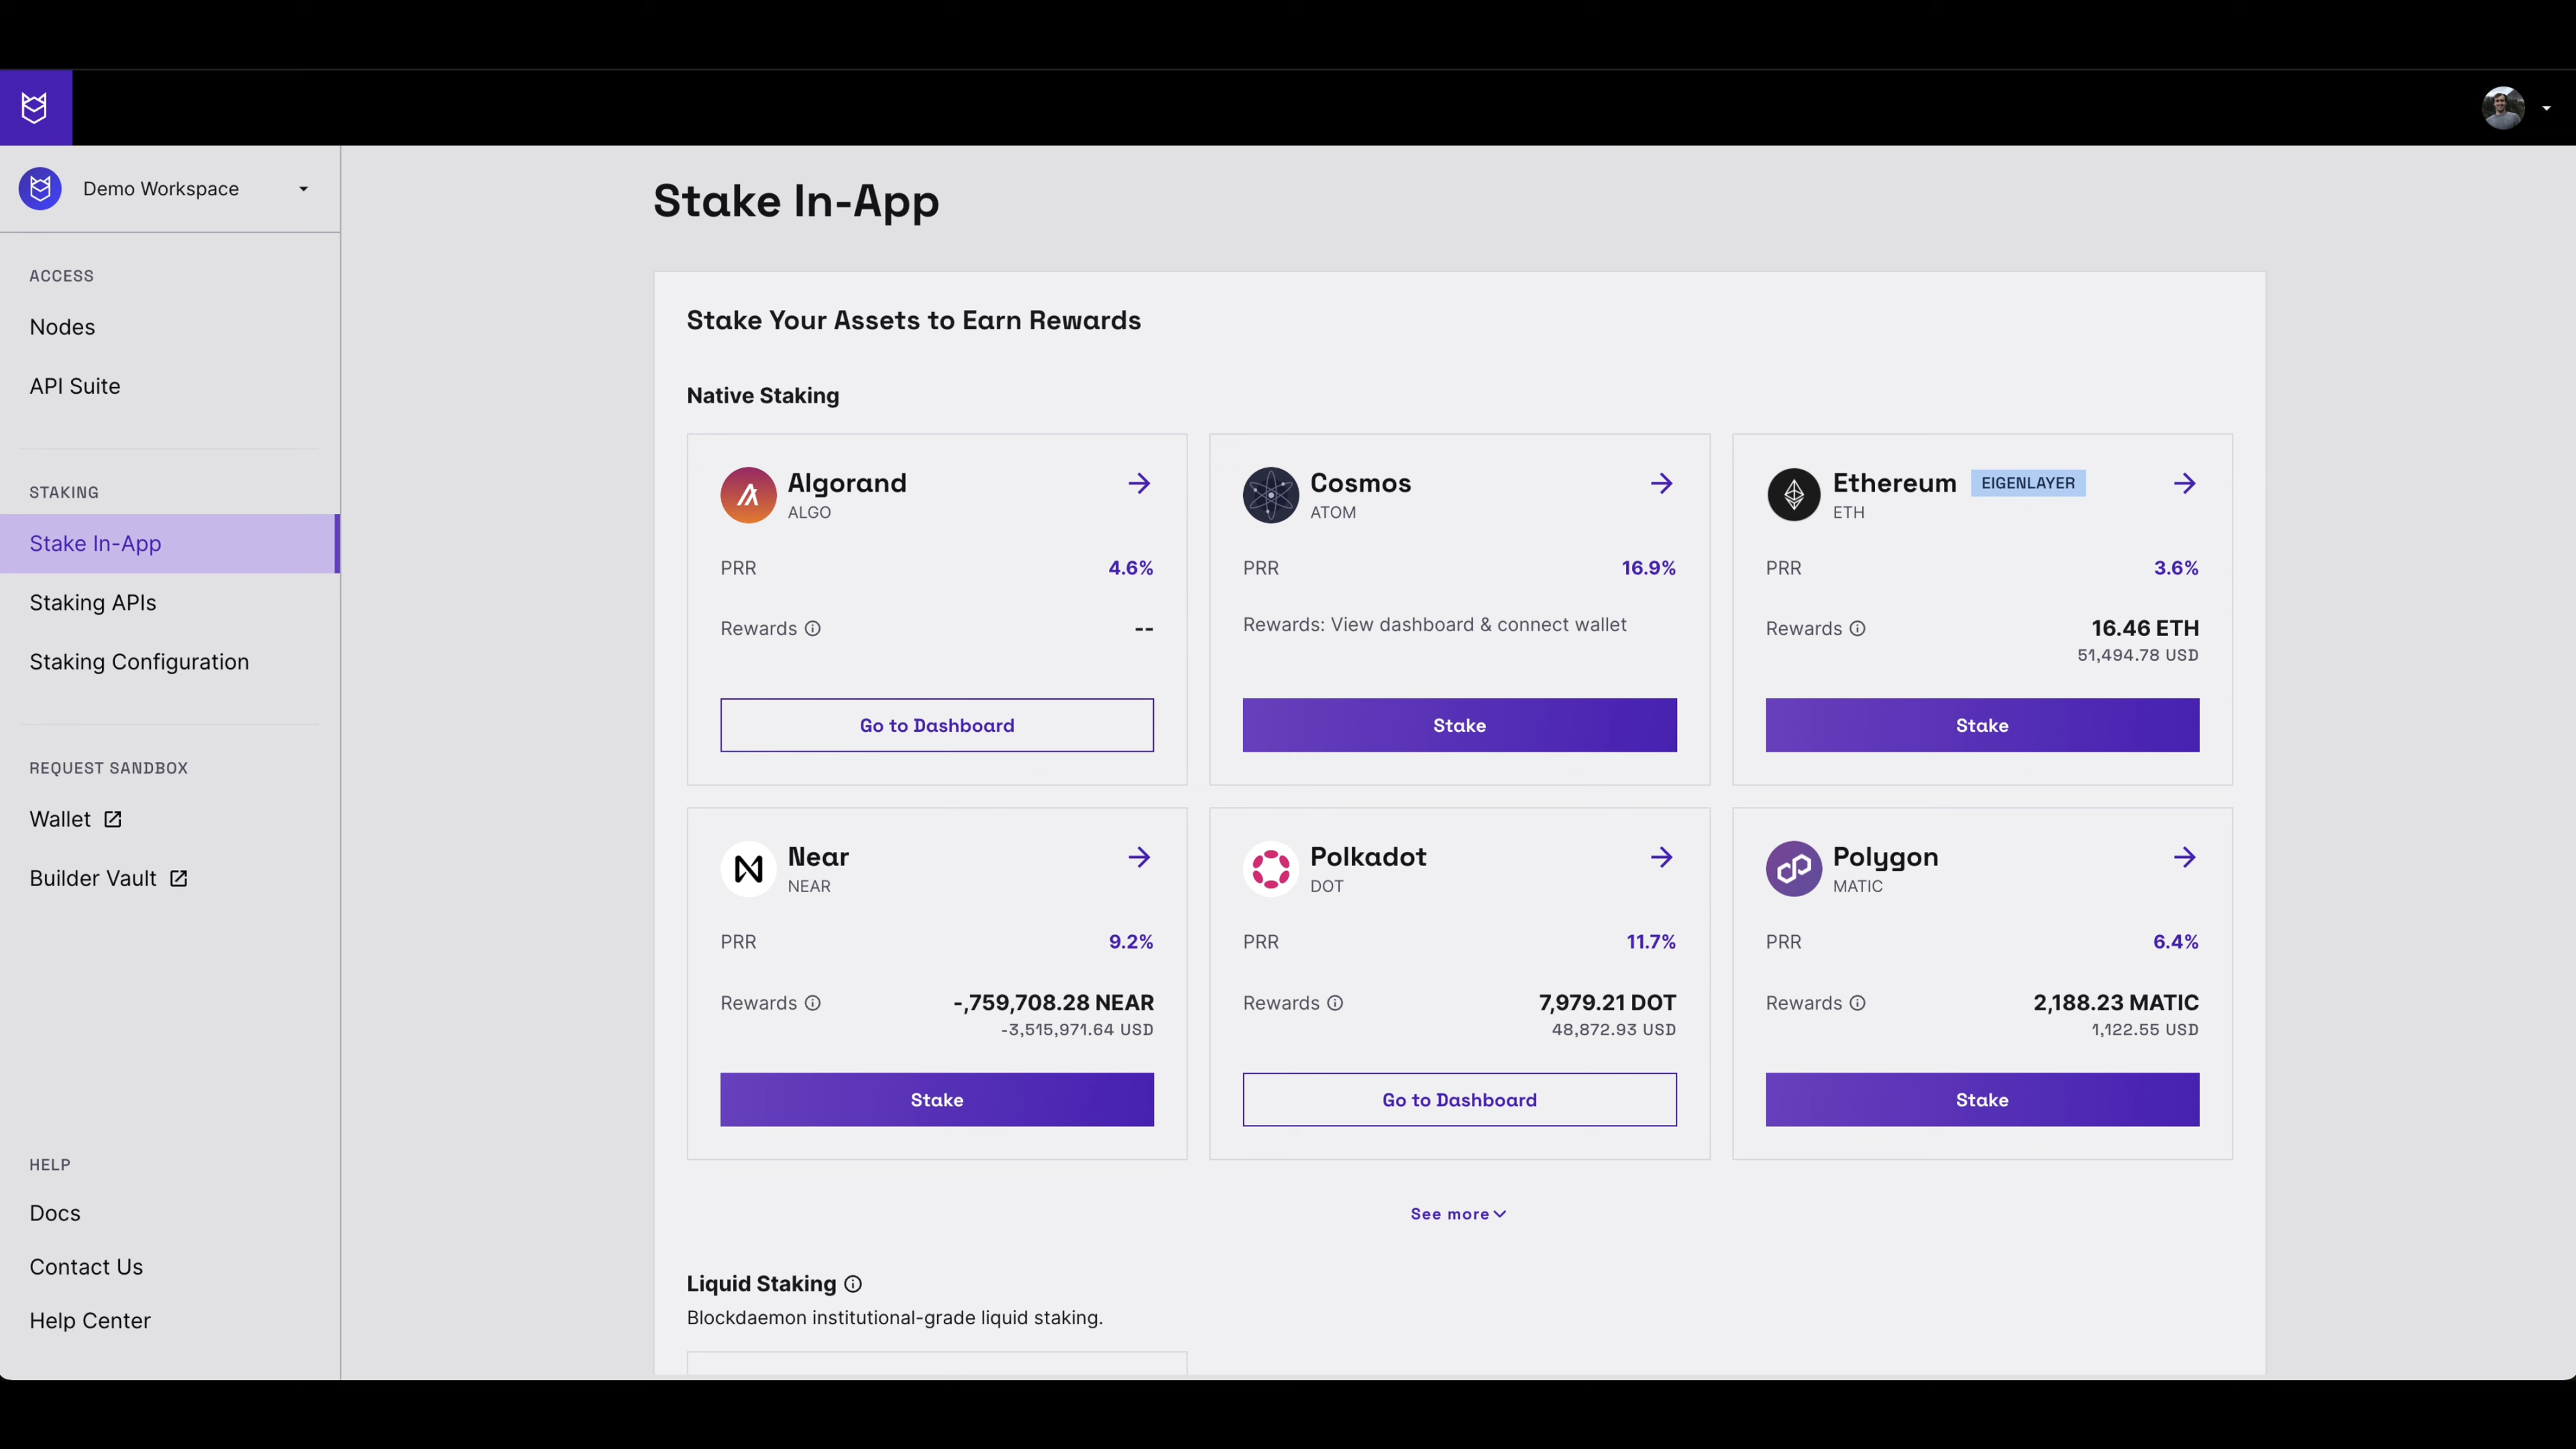 Demo Workspace
ACCESS
Nodes
API Suite
STAKING
Stake In-App
Staking APIs
Staking Configuration
REQUEST SANDBOX
Wallet
Builder Vault
HELP
Docs
Contact Us
Help Center
Stake In-App
Stake Your Assets to Earn Rewards
Native Staking
Algorand
ALGO
PRR 4.6%
Rewards --
Go to Dashboard
Cosmos
ATOM
PRR 16.9%
Rewards: View dashboard & connect wallet
Stake
Ethereum EIGENLAYER
ETH
PRR 3.6%
Rewards 16.46 ETH
51,494.78 USD
Stake
Near
NEAR
PRR 9.2%
Rewards -,759,708.28 NEAR
-3,515,971.64 USD
Stake
Polkadot
DOT
PRR 11.7%
Rewards 7,979.21 DOT
48,872.93 USD
Go to Dashboard
Polygon
MATIC
PRR 6.4%
Rewards 2,188.23 MATIC
1,122.55 USD
Stake
See more
Liquid Staking
Blockdaemon institutional-grade liquid staking.